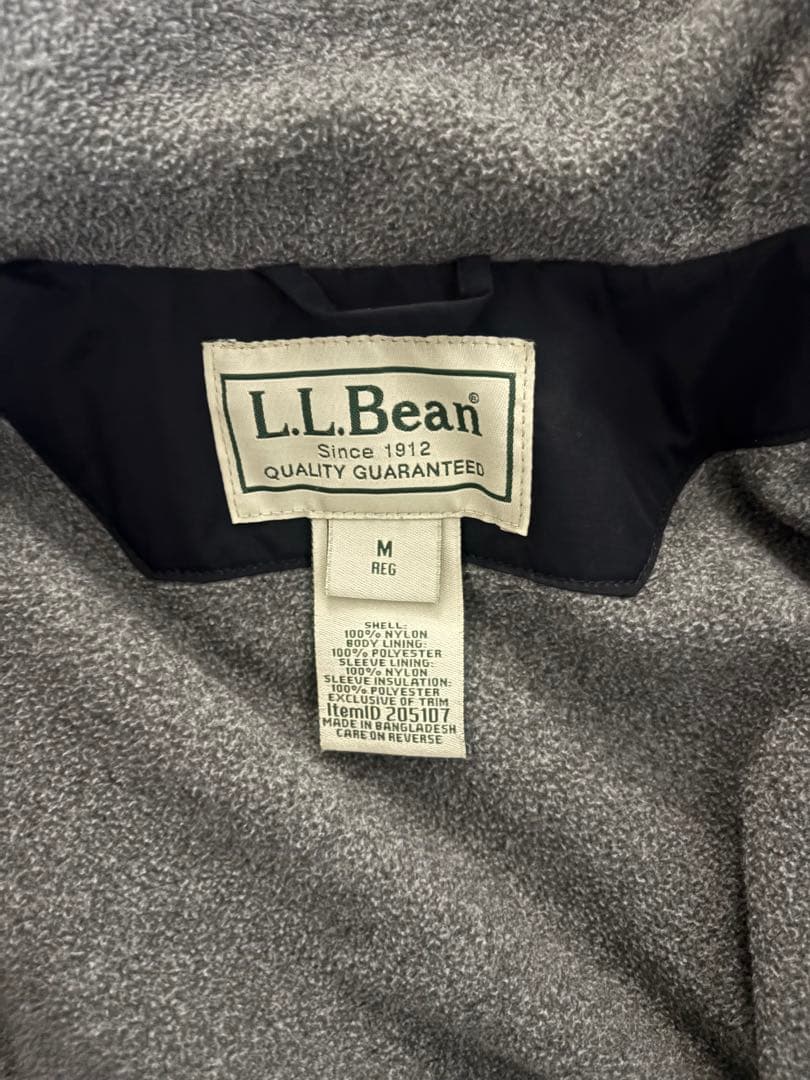 L.L.Bean®
Since 1912
QUALITY GUARANTEED
M
REG
SHELL:
100% NYLON
BODY LINING:
100% POLYESTER
SLEEVE LINING:
100% NYLON
SLEEVE INSULATION:
100% POLYESTER
EXCLUSIVE OF TRIM
ItemID 205107
MADE IN BANGLADESH
CARE ON REVERSE